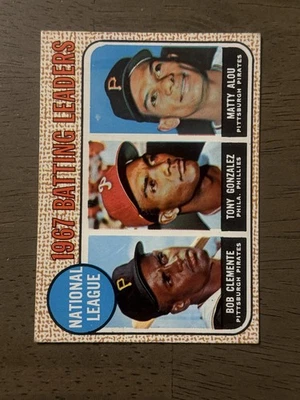 1967 BATTING LEADERS
NATIONAL
LEAGUE
BOB CLEMENTE
PITTSBURGH PIRATES
TONY GONZALEZ
PHILA. PHILLIES
MATTY ALOU
PITTSBURGH PIRATES
P
P
P